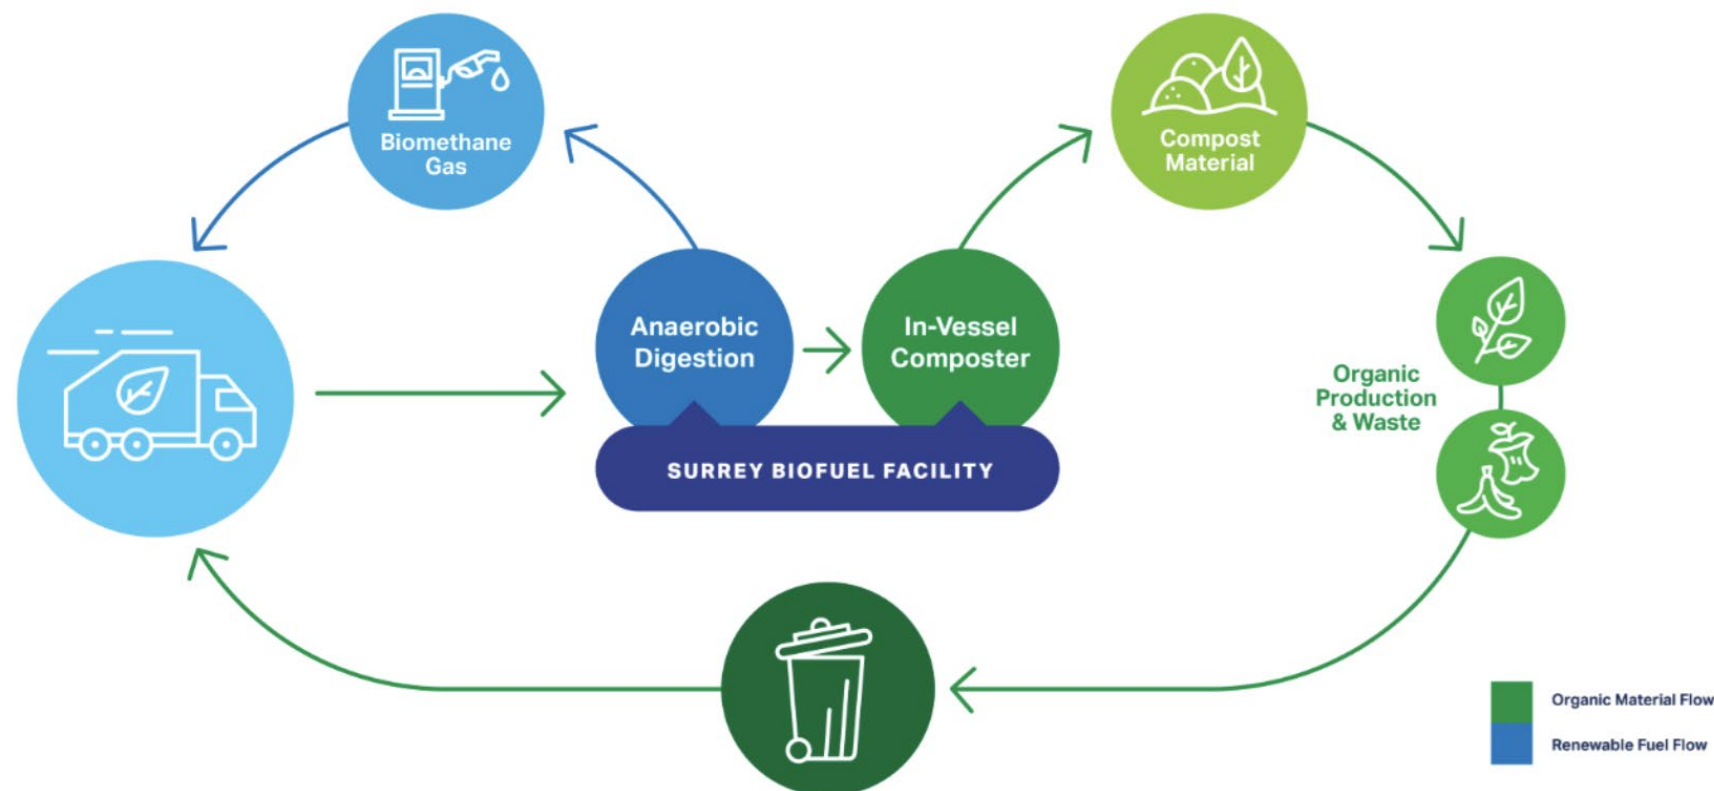 Biomethane
Gas
Compost
Material
Anaerobic
Digestion
In-Vessel
Composter
Organic
Production
& Waste
SURREY BIOFUEL FACILITY
Organic Material Flow
Renewable Fuel Flow